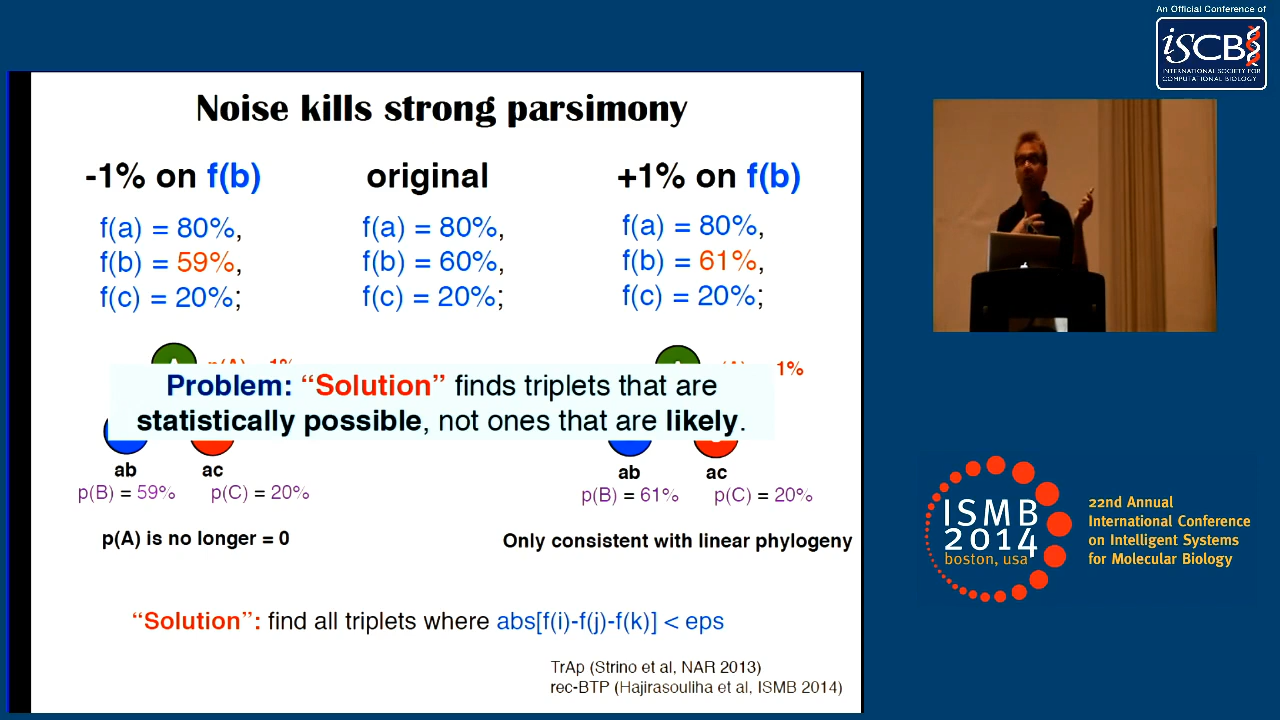 An Official Conference of
iSCB
INTERNATIONAL SOCIETY FOR
COMPUTATIONAL BIOLOGY
Noise kills strong parsimony
-1% on f(b)
original
+1% on f(b)
f(a) = 80%,
f(b) = 59%,
f(c) = 20%;
f(a) = 80%,
f(b) = 60%,
f(c) = 20%;
f(a) = 80%,
f(b) = 61%,
f(c) = 20%;
1%
Problem: “Solution” finds triplets that are
statistically possible, not ones that are likely.
ab
ac
p(B) = 59%
p(C) = 20%
ab
ac
p(B) = 61%
p(C) = 20%
p(A) is no longer = 0
Only consistent with linear phylogeny
“Solution”: find all triplets where abs[f(i)-f(j)-f(k)] < eps
TrAp (Strino et al, NAR 2013)
rec-BTP (Hajirasouliha et al, ISMB 2014)
ISMB
2014
boston, usa
22nd Annual
International Conference
on Intelligent Systems
for Molecular Biology